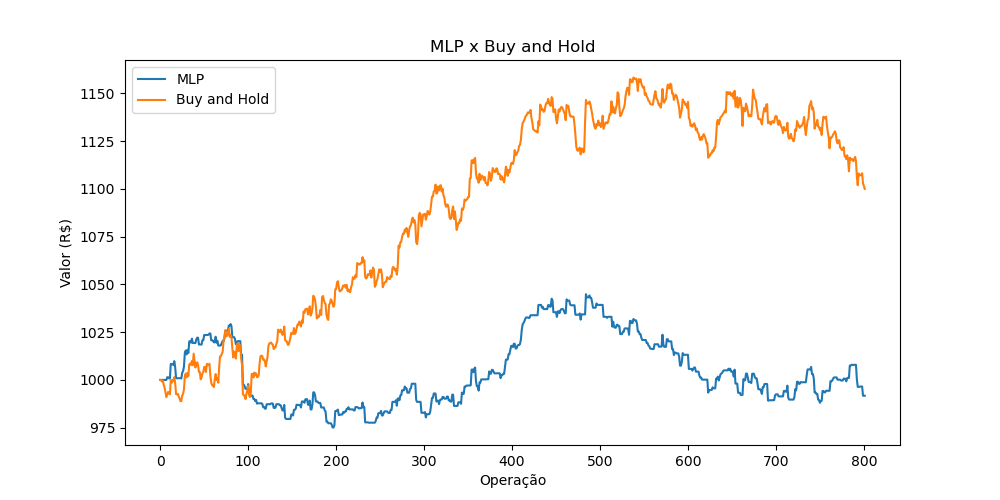 MLP x Buy and Hold
MLP
Buy and Hold
Valor (R$)
1150
1125
1100
1075
1050
1025
1000
975
0 100 200 300 400 500 600 700 800
Operação